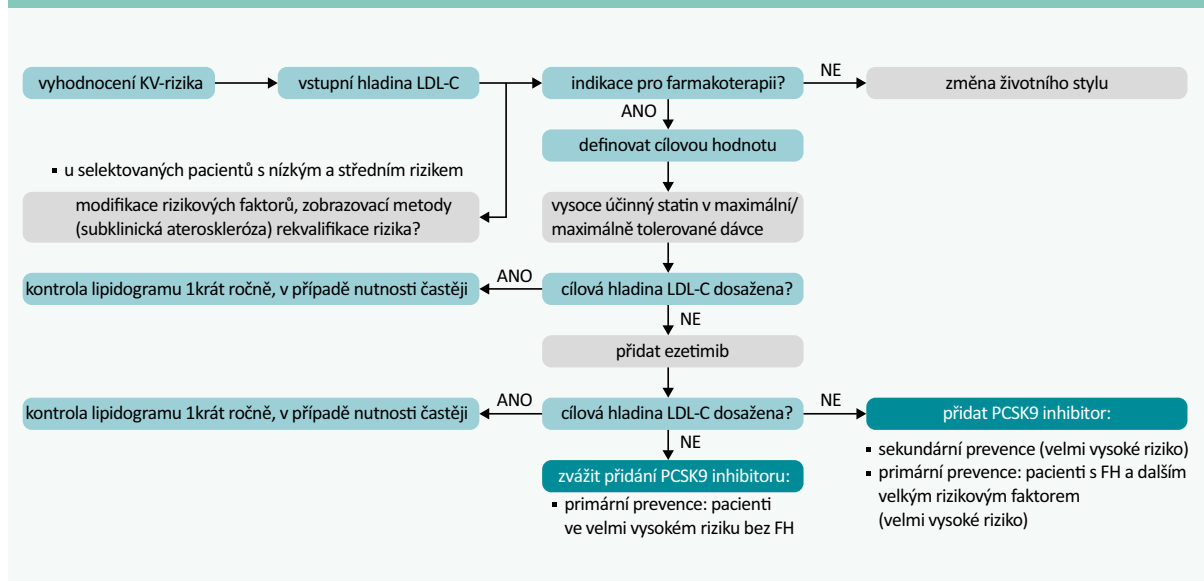 vyhodnocení KV-rizika
vstupní hladina LDL-C
indikace pro farmakoterapii?
NE
změna životního stylu
ANO
definovat cílovou hodnotu
▪ u selektovaných pacientů s nízkým a středním rizikem
modifikace rizikových faktorů, zobrazovací metody
(subklinická ateroskleróza) rekvalifikace rizika?
vysoce účinný statin v maximální/
maximálně tolerované dávce
kontrola lipidogramu 1krát ročně, v případě nutnosti častěji
ANO
cílová hladina LDL-C dosažena?
NE
přidat ezetimib
kontrola lipidogramu 1krát ročně, v případě nutnosti častěji
ANO
cílová hladina LDL-C dosažena?
NE
přidat PCSK9 inhibitor:
▪ sekundární prevence (velmi vysoké riziko)
▪ primární prevence: pacienti s FH a dalším
velkým rizikovým faktorem
(velmi vysoké riziko)
NE
zvážit přidání PCSK9 inhibitoru:
▪ primární prevence: pacienti
ve velmi vysokém riziku bez FH